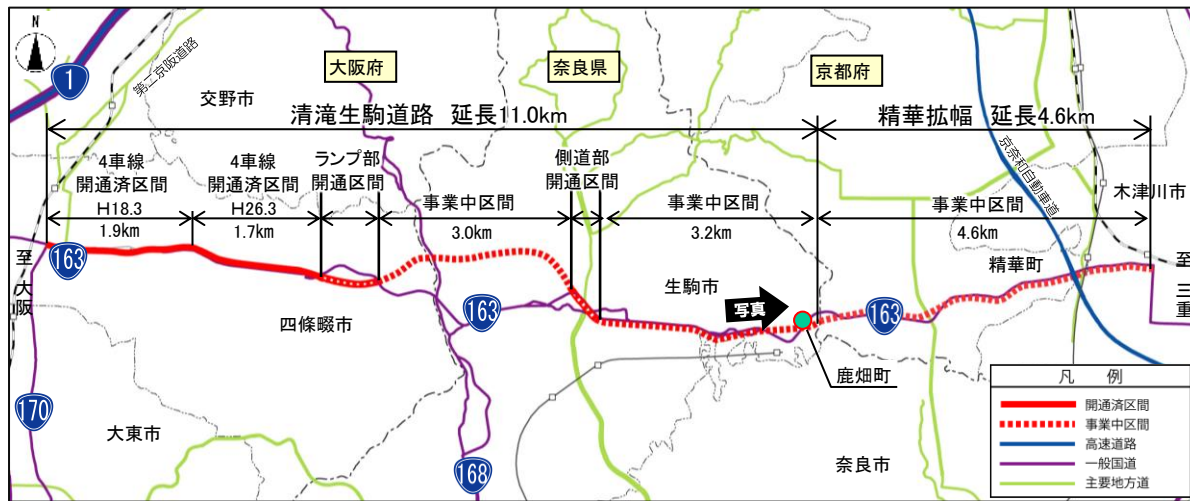 N
1
第二京阪道路
交野市
大阪府
奈良県
京都府
清滝生駒道路 延長11.0km
精華拡幅 延長4.6km
4車線
開通済区間
H18.3
1.9km
4車線
開通済区間
H26.3
1.7km
ランプ部
開通区間
事業中区間
3.0km
側道部
開通区間
事業中区間
3.2km
事業中区間
4.6km
京奈和自動車道
木津川市
精華町
至大阪
163
四條畷市
163
生駒市
写真
163
至三重
鹿畑町
170
大東市
168
奈良市
凡 例
開通済区間
事業中区間
高速道路
一般国道
主要地方道